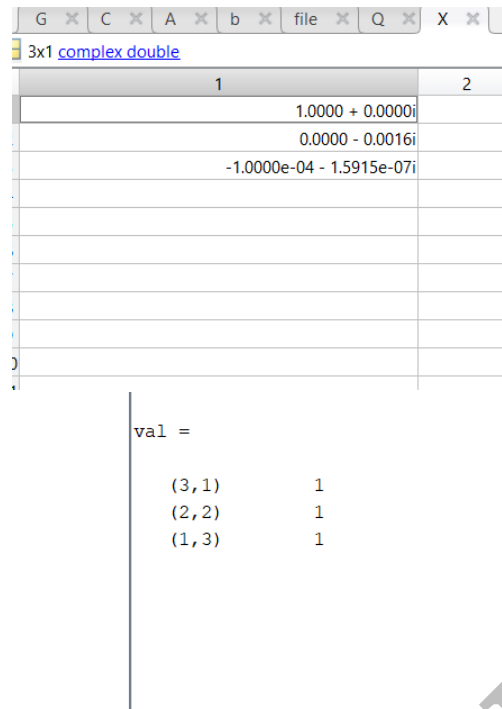 G C A b file Q X
3x1 complex double
1 2
1.0000 + 0.0000i
0.0000 - 0.0016i
-1.0000e-04 - 1.5915e-07i
val =
(3,1) 1
(2,2) 1
(1,3) 1